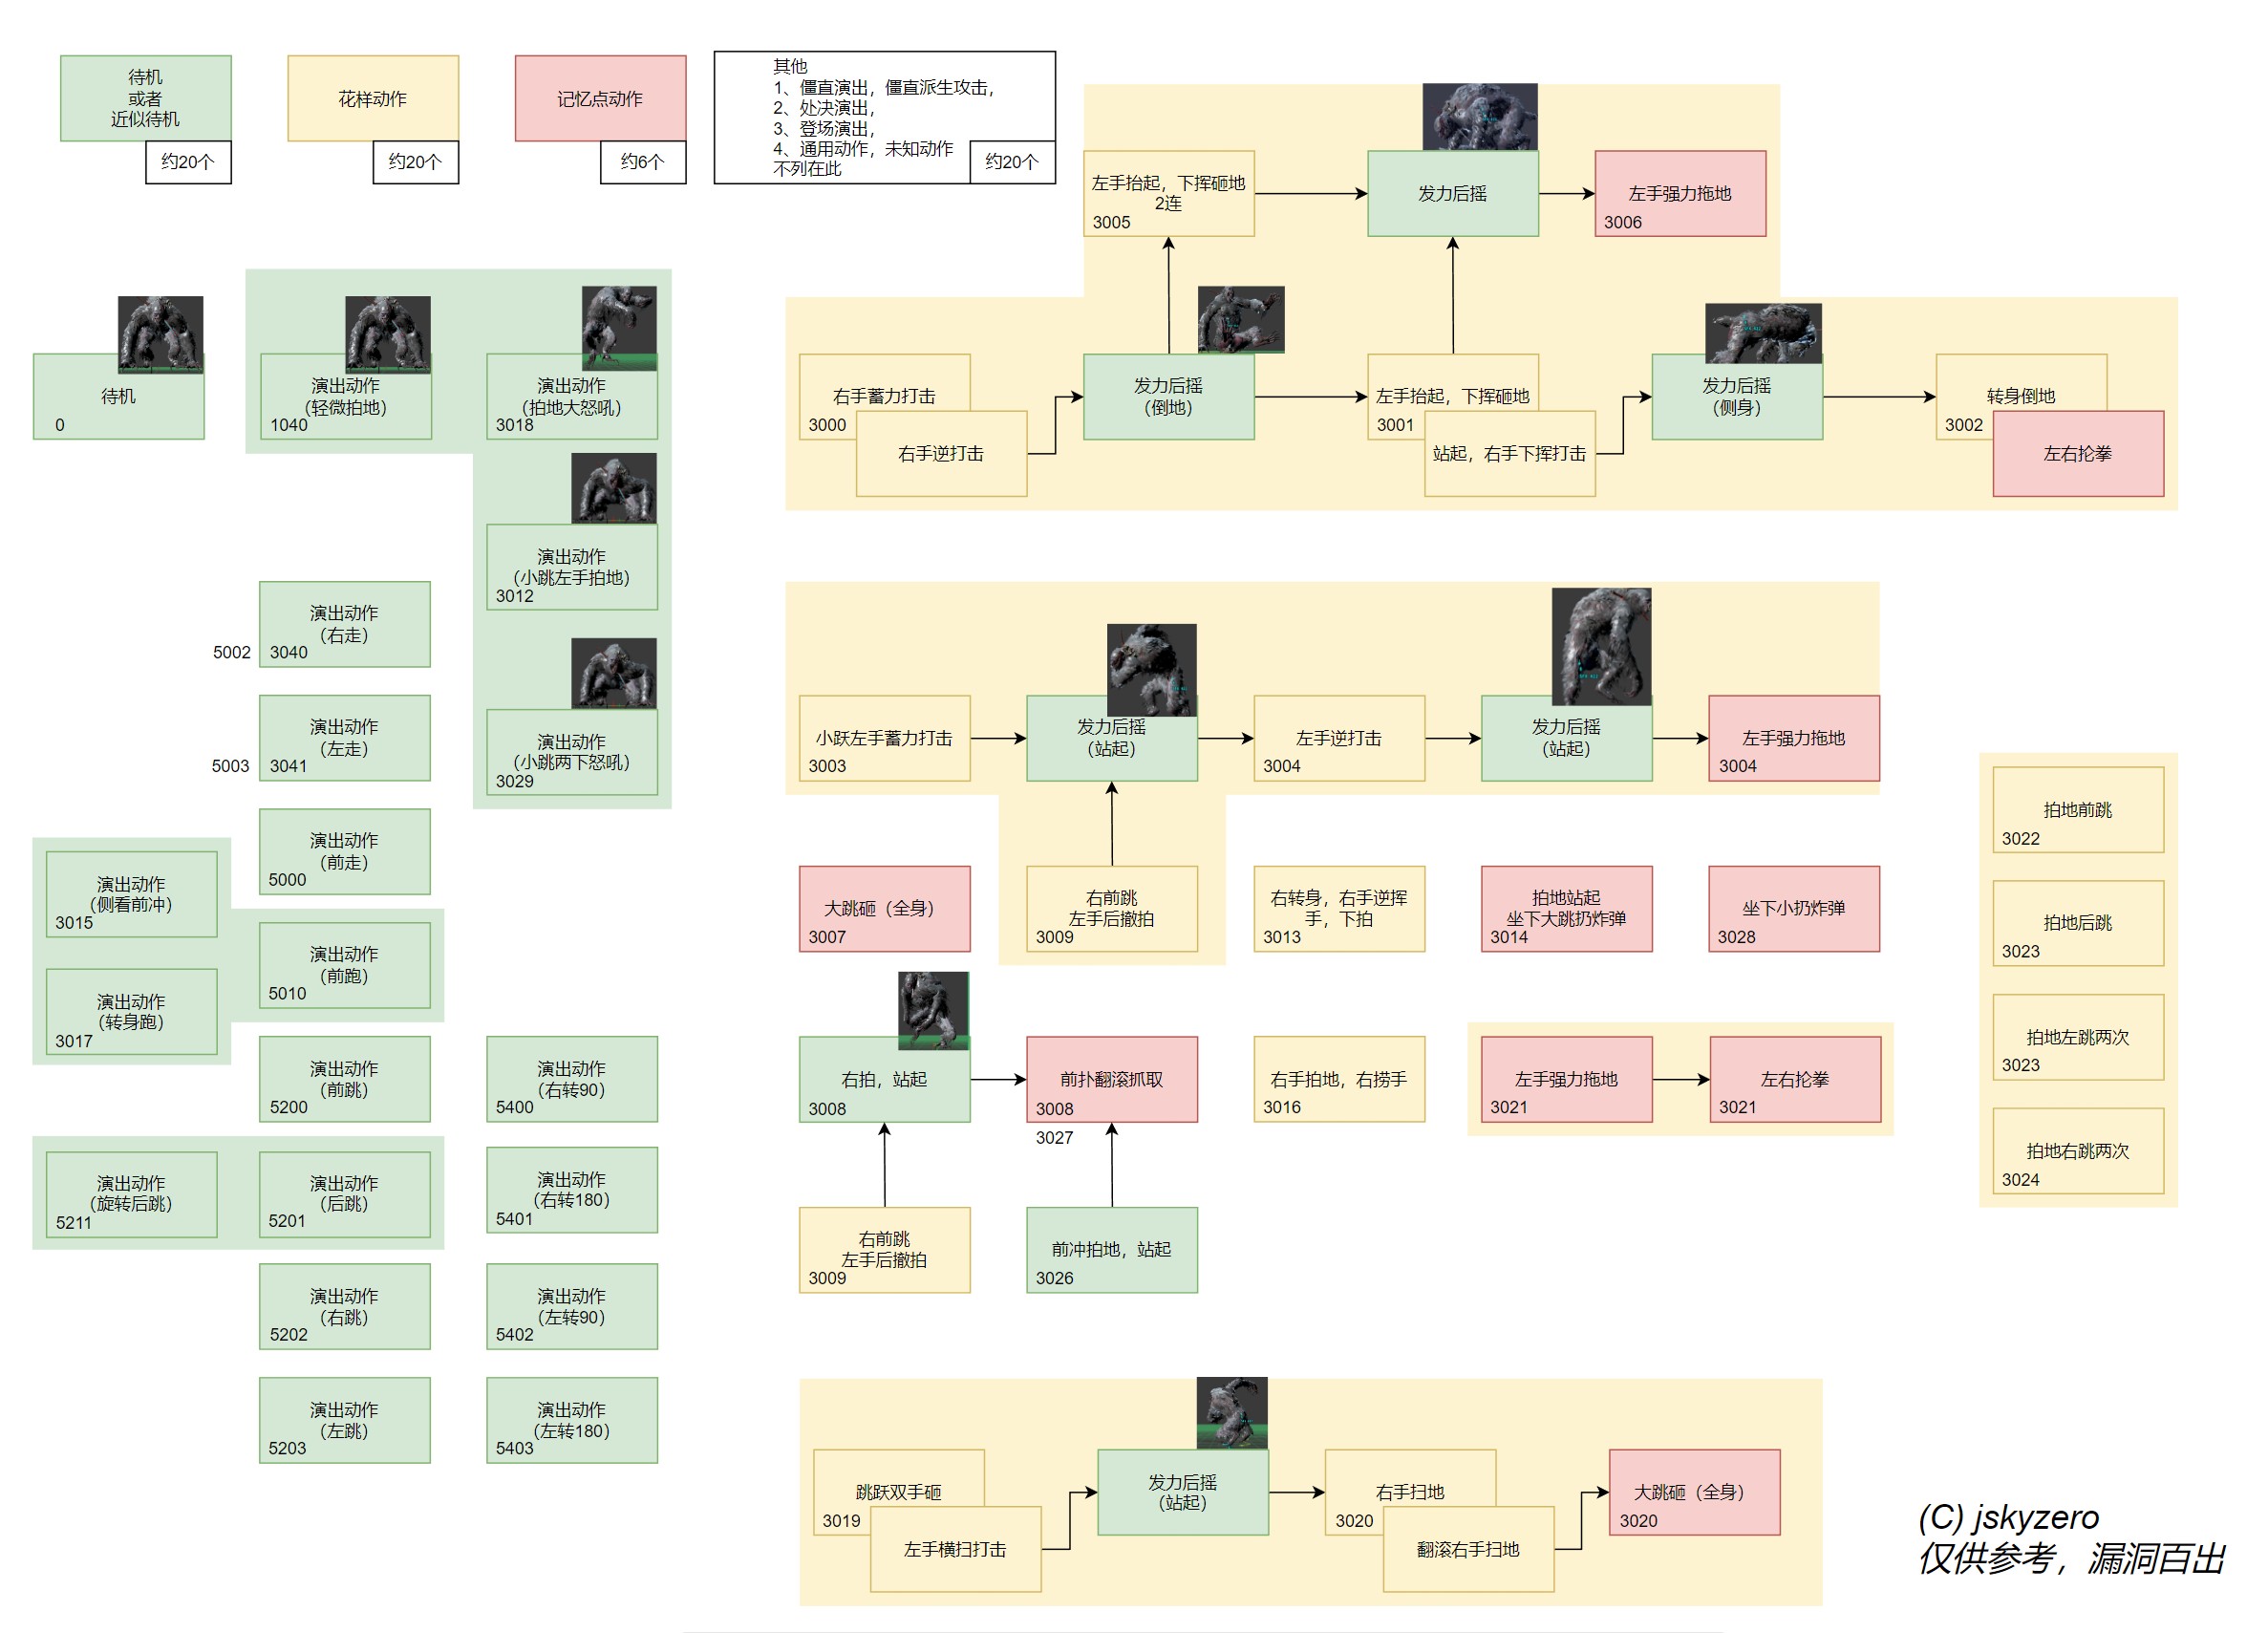 待机
或者
近似待机
约20个
花样动作
约20个
记忆点动作
约6个
其他
1、僵直演出，僵直派生攻击，
2、处决演出，
3、登场演出，
4、通用动作，未知动作
不列在此
约20个
左手抬起，下挥砸地
2连
3005
发力后摇
左手强力拖地
3006
待机
0
演出动作
（轻微拍地）
1040
演出动作
（拍地大怒吼）
3018
演出动作
（小跳左手拍地）
3012
演出动作
（小跳两下怒吼）
3029
右手蓄力打击
3000
右手逆打击
发力后摇
（倒地）
左手抬起，下挥砸地
3001
站起，右手下挥打击
发力后摇
（侧身）
转身倒地
3002
左右抡拳
5002
演出动作
（右走）
3040
5003
演出动作
（左走）
3041
演出动作
（前走）
5000
演出动作
（侧看前冲）
3015
演出动作
（前跑）
5010
演出动作
（转身跑）
3017
演出动作
（前跳）
5200
演出动作
（右转90）
5400
演出动作
（旋转后跳）
5211
演出动作
（后跳）
5201
演出动作
（右转180）
5401
演出动作
（右跳）
5202
演出动作
（左转90）
5402
演出动作
（左跳）
5203
演出动作
（左转180）
5403
小跃左手蓄力打击
3003
发力后摇
（站起）
左手逆打击
3004
发力后摇
（站起）
左手强力拖地
3004
大跳砸（全身）
3007
右前跳
左手后撤拍
3009
右转身，右手逆挥
手，下拍
3013
拍地站起
坐下大跳扔炸弹
3014
坐下小扔炸弹
3028
拍地前跳
3022
拍地后跳
3023
拍地左跳两次
3023
拍地右跳两次
3024
右拍，站起
3008
前扑翻滚抓取
3008
3027
右手拍地，右捞手
3016
左手强力拖地
3021
左右抡拳
3021
右前跳
左手后撤拍
3009
前冲拍地，站起
3026
跳跃双手砸
3019
左手横扫打击
发力后摇
（站起）
右手扫地
3020
翻滚右手扫地
大跳砸（全身）
3020
(C) jskyzero
仅供参考，漏洞百出